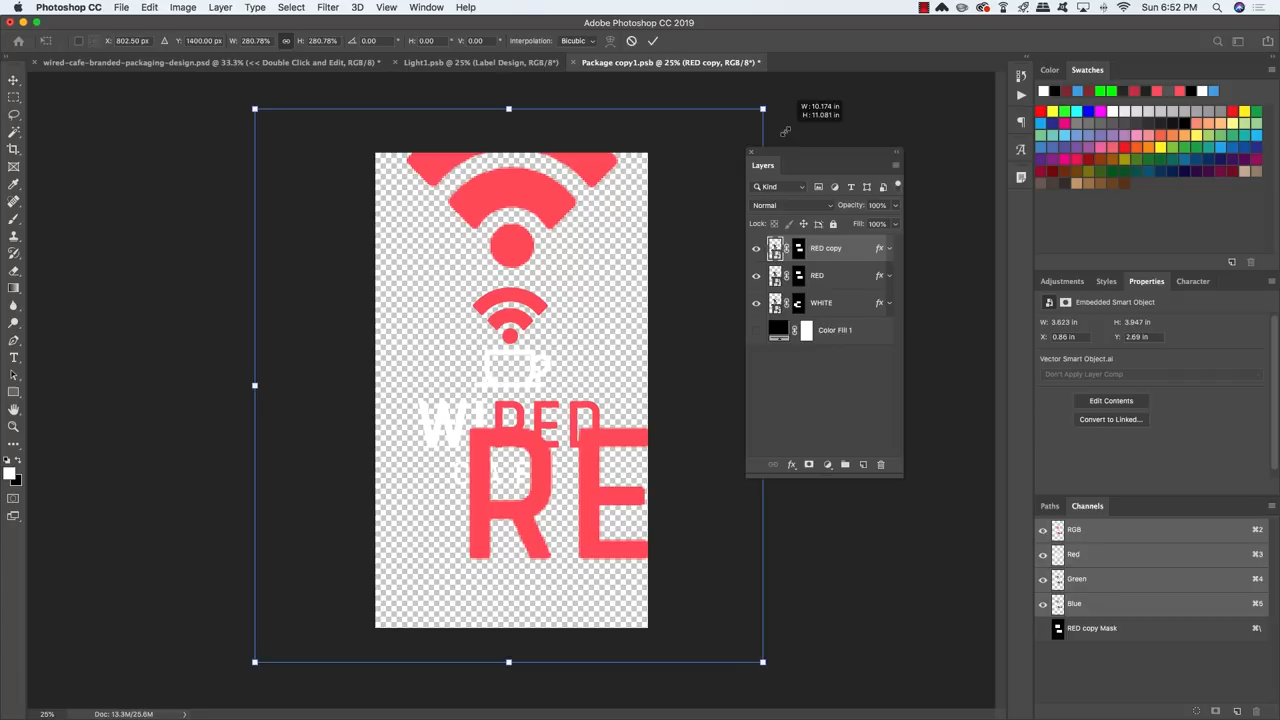 Photoshop CC File Edit Image Layer Type Select Filter 3D View Window Help
Sun 6:52 PM
Adobe Photoshop CC 2019
X: 802.50 px Y: 1400.00 px W: 280.78% H: 280.78% 0.00 ° H: 0.00 ° V: 0.00 ° Interpolation: Bicubic
wired-cafe-branded-packaging-design.psd @ 33.3% (<< Double Click and Edit, RGB/8) *
Light1.psb @ 25% (Label Design, RGB/8*)
Package copy1.psb @ 25% (RED copy, RGB/8*) *
W: 10.174 in
H: 11.081 in
WIRED
RE
Layers
Kind
Normal Opacity: 100%
Lock: Fill: 100%
RED copy fx
RED fx
WHITE fx
Color Fill 1
fx
Color Swatches
Adjustments Styles Properties Character
Embedded Smart Object
W: 3.623 in H: 3.947 in
X: 0.86 in Y: 2.69 in
Vector Smart Object.ai
Don't Apply Layer Comp
Edit Contents
Convert to Linked...
Paths Channels
RGB ⌘2
Red ⌘3
Green ⌘4
Blue ⌘5
RED copy Mask ⌘\
25% Doc: 13.3M/25.6M